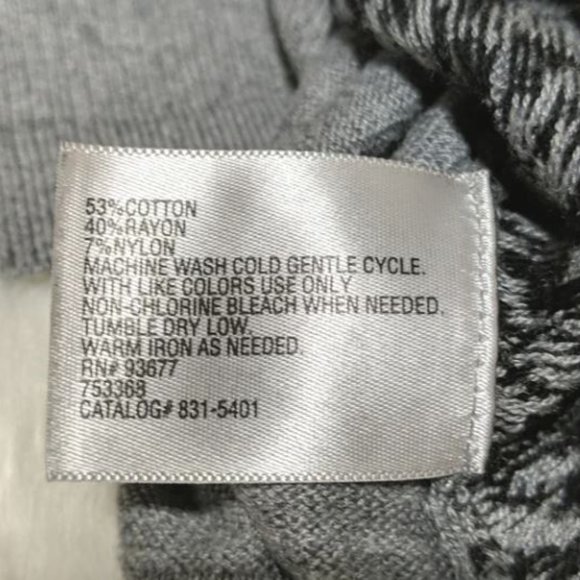 53%COTTON
40%RAYON
7%NYLON
MACHINE WASH COLD GENTLE CYCLE.
WITH LIKE COLORS USE ONLY
NON-CHLORINE BLEACH WHEN NEEDED.
TUMBLE DRY LOW.
WARM IRON AS NEEDED.
RN# 93677
753368
CATALOG# 831-5401